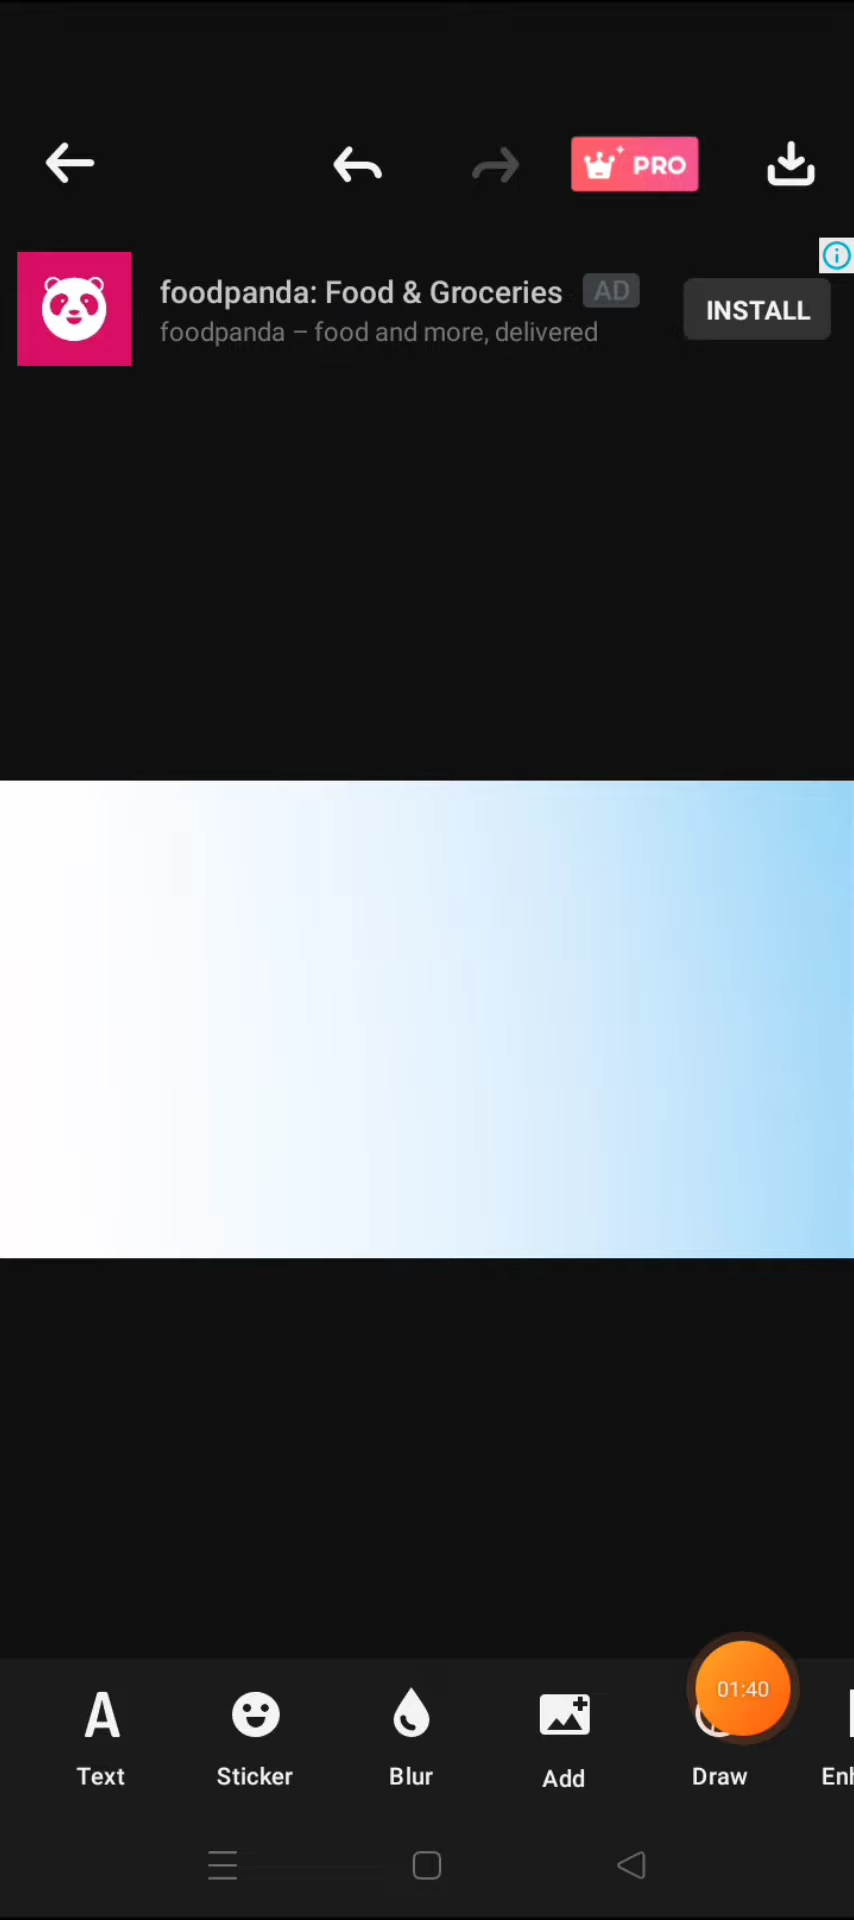 PRO
foodpanda: Food & Groceries AD
foodpanda – food and more, delivered
INSTALL
01:40
Text Sticker Blur Add Draw